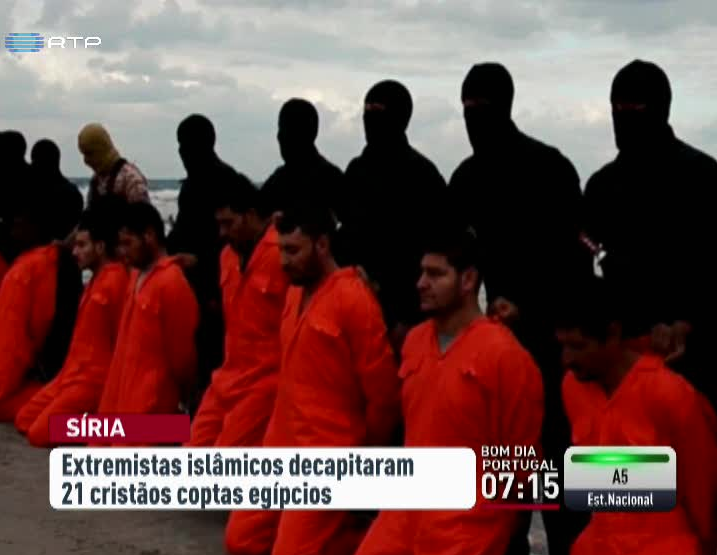 RTP
SÍRIA
Extremistas islâmicos decapitaram
21 cristãos coptas egípcios
BOM DIA
PORTUGAL
07:15
A5
Est.Nacional